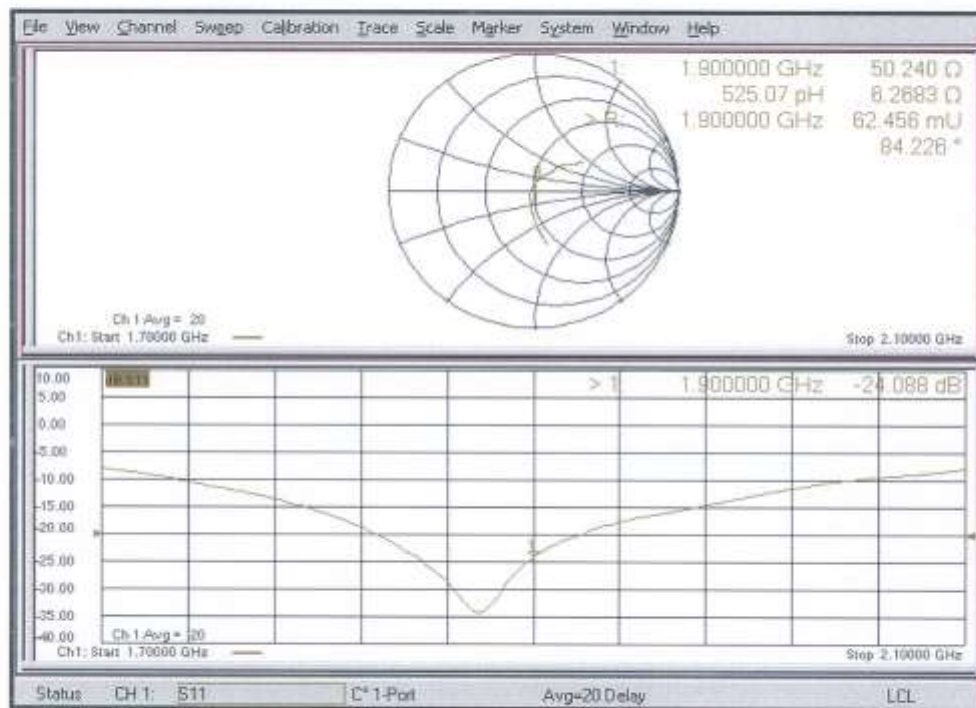 File View Channel Sweep Calibration Trace Scale Marker System Window Help
1: 1.900000 GHz 50.240 Ω
525.07 pH 6.2683 Ω
> R: 1.900000 GHz 62.456 mU
84.226 °
Ch 1 Avg = 20
Ch1: Start 1.70000 GHz
Stop 2.10000 GHz
10.00
> 1: 1.900000 GHz -24.088 dB
5.00
0.00
-5.00
-10.00
-15.00
-20.00
-25.00
-30.00
-35.00
-40.00
1
Ch 1 Avg = 20
Ch1: Start 1.70000 GHz
Stop 2.10000 GHz
Status CH 1: S11 C* 1-Port Avg=20 Delay LCL